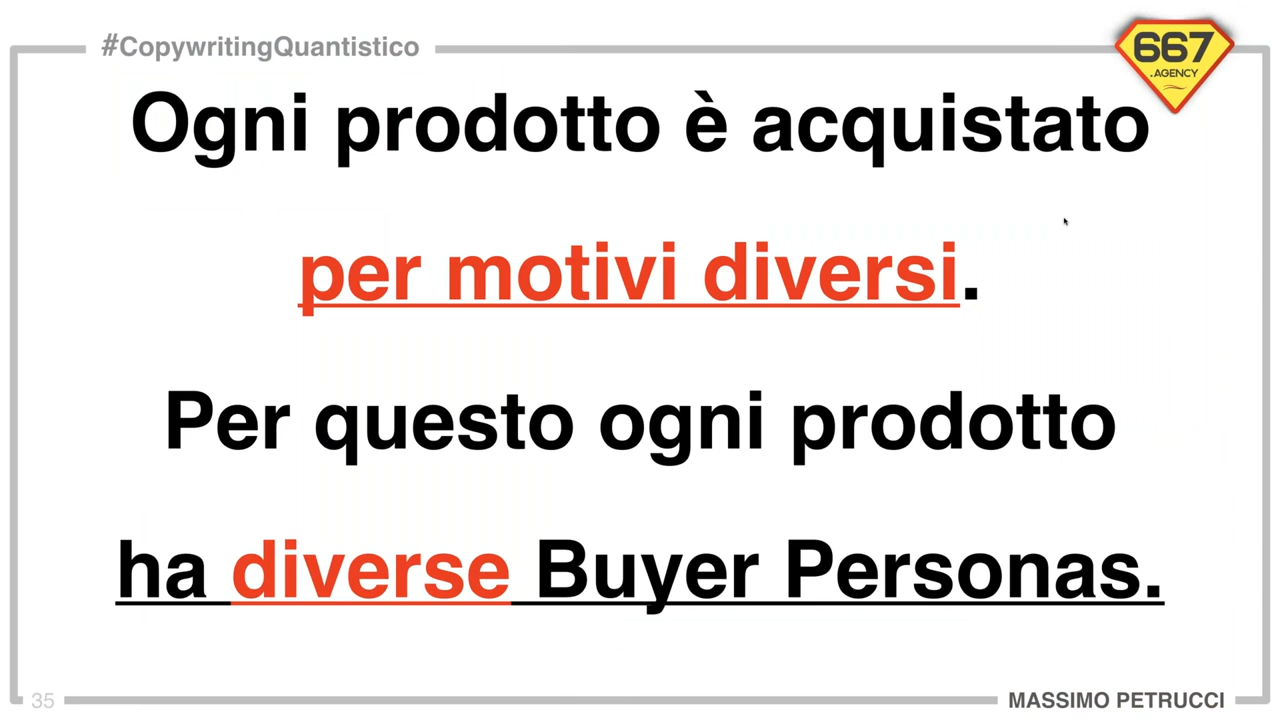 #CopywritingQuantistico
667
.AGENCY
Ogni prodotto è acquistato
per motivi diversi.
Per questo ogni prodotto
ha diverse Buyer Personas.
35
MASSIMO PETRUCCI